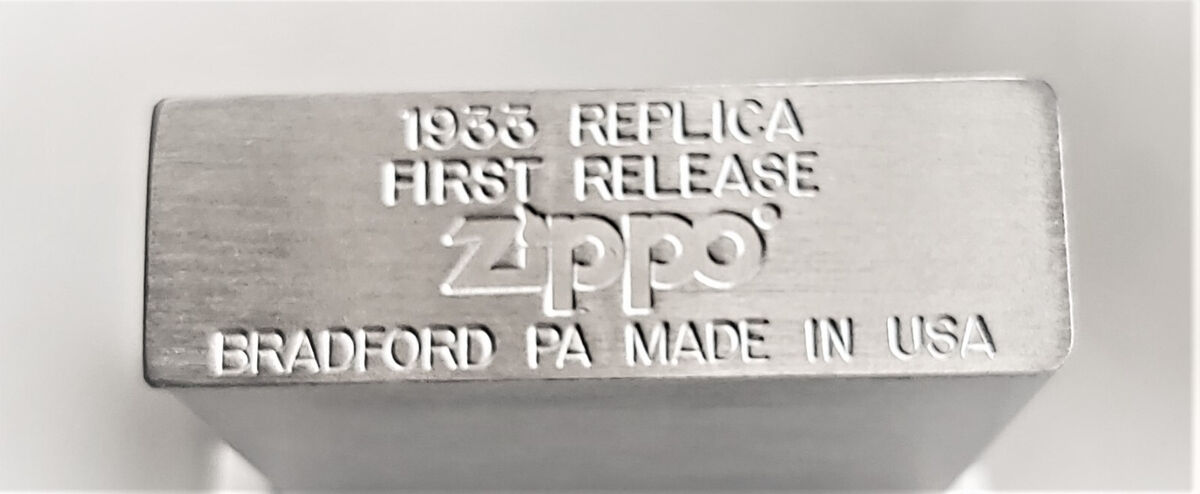 1933 REPLICA
FIRST RELEASE
zippo
BRADFORD PA MADE IN USA